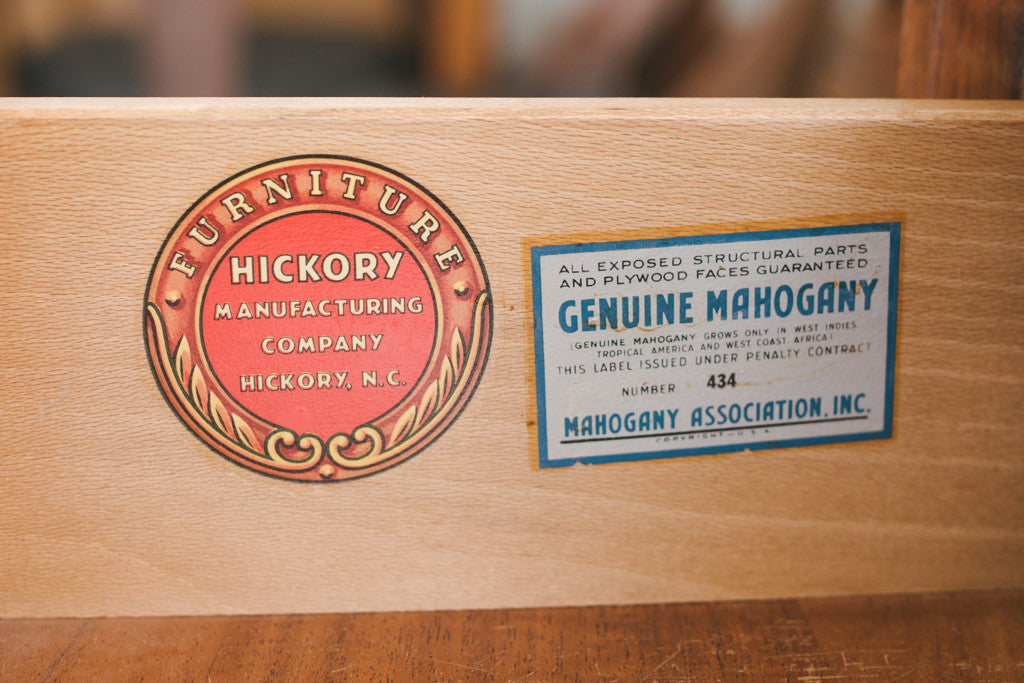 FURNITURE
HICKORY
MANUFACTURING
COMPANY
HICKORY, N.C.
ALL EXPOSED STRUCTURAL PARTS
AND PLYWOOD FACES GUARANTEED
GENUINE MAHOGANY
(GENUINE MAHOGANY GROWS ONLY IN WEST INDIES
TROPICAL AMERICA AND WEST COAST AFRICA)
THIS LABEL ISSUED UNDER PENALTY CONTRACT
NUMBER 434
MAHOGANY ASSOCIATION, INC.
COPYRIGHT - U.S.A.